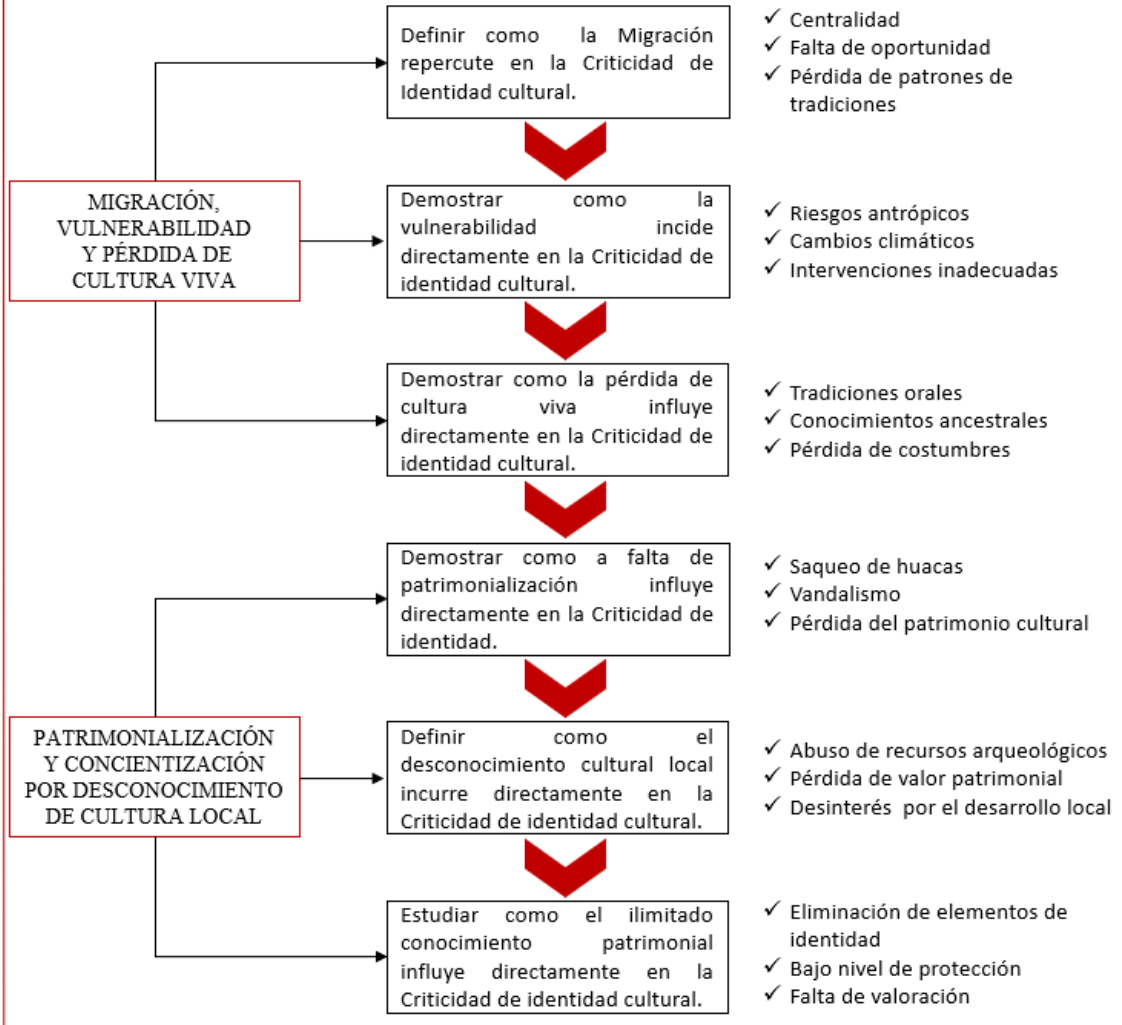 Definir como la Migración
repercute en la Criticidad de
Identidad cultural.
✓ Centralidad
✓ Falta de oportunidad
✓ Pérdida de patrones de
tradiciones
MIGRACIÓN,
VULNERABILIDAD
Y PÉRDIDA DE
CULTURA VIVA
Demostrar como la
vulnerabilidad incide
directamente en la Criticidad de
identidad cultural.
✓ Riesgos antrópicos
✓ Cambios climáticos
✓ Intervenciones inadecuadas
Demostrar como la pérdida de
cultura viva influye
directamente en la Criticidad de
identidad cultural.
✓ Tradiciones orales
✓ Conocimientos ancestrales
✓ Pérdida de costumbres
Demostrar como a falta de
patrimonialización influye
directamente en la Criticidad de
identidad.
✓ Saqueo de huacas
✓ Vandalismo
✓ Pérdida del patrimonio cultural
PATRIMONIALIZACIÓN
Y CONCIENTIZACIÓN
POR DESCONOCIMIENTO
DE CULTURA LOCAL
Definir como el
desconocimiento cultural local
incurre directamente en la
Criticidad de identidad cultural.
✓ Abuso de recursos arqueológicos
✓ Pérdida de valor patrimonial
✓ Desinterés por el desarrollo local
Estudiar como el ilimitado
conocimiento patrimonial
influye directamente en la
Criticidad de identidad cultural.
✓ Eliminación de elementos de
identidad
✓ Bajo nivel de protección
✓ Falta de valoración